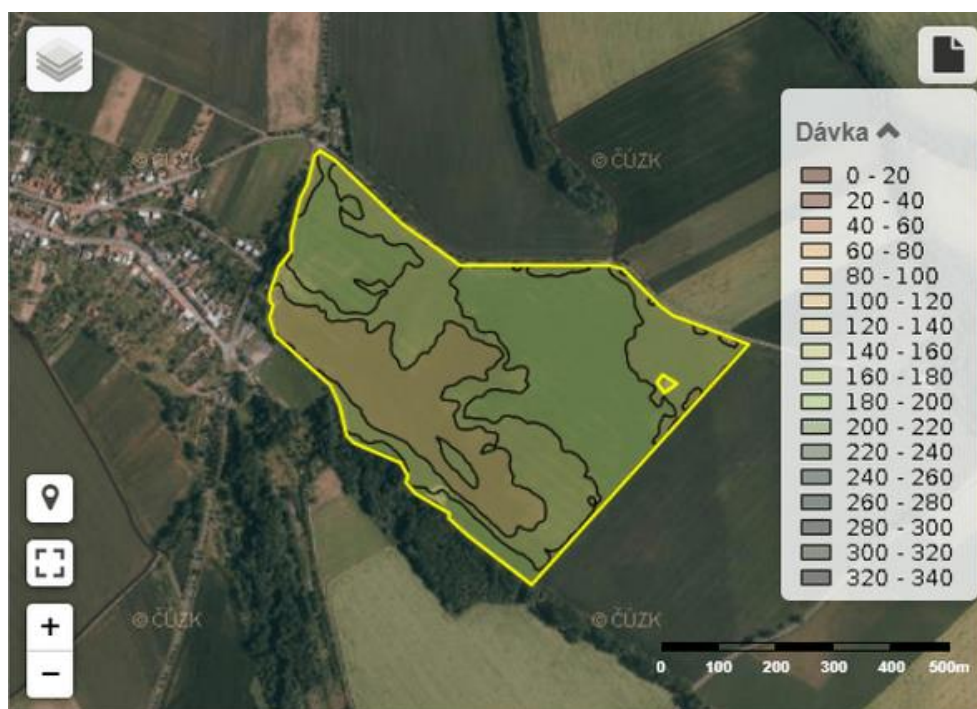 Dávka
© ČÚZK
© ČÚZK
0 - 20
20 - 40
40 - 60
60 - 80
80 - 100
100 - 120
120 - 140
140 - 160
160 - 180
180 - 200
200 - 220
220 - 240
240 - 260
260 - 280
280 - 300
300 - 320
320 - 340
© ČÚZK
© ČÚZK
+
−
0 100 200 300 400 500m